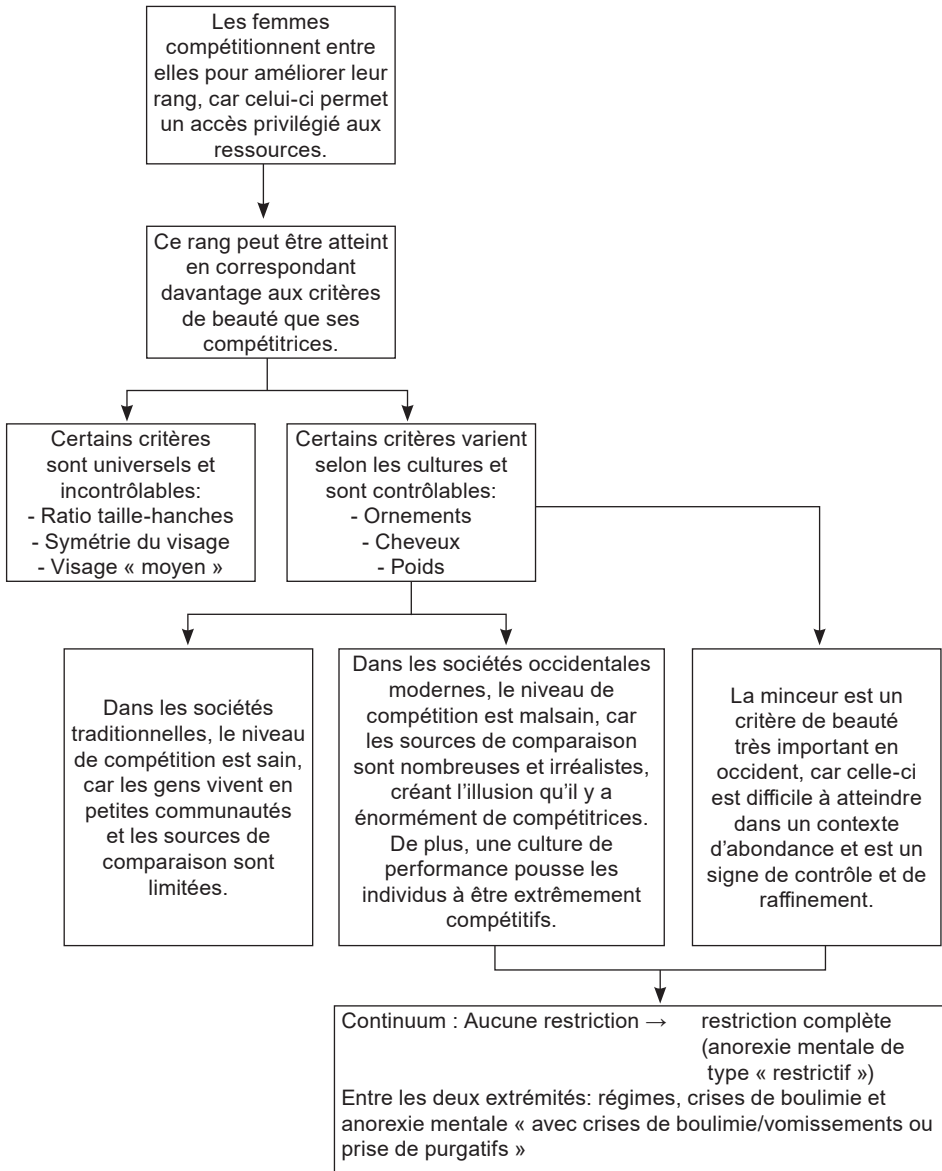 Les femmes
compétitionnent entre
elles pour améliorer leur
rang, car celui-ci permet
un accès privilégié aux
ressources.
Ce rang peut être atteint
en correspondant
davantage aux critères
de beauté que ses
compétitrices.
Certains critères
sont universels et
incontrôlables:
- Ratio taille-hanches
- Symétrie du visage
- Visage « moyen »
Certains critères varient
selon les cultures et
sont contrôlables:
- Ornements
- Cheveux
- Poids
Dans les sociétés
traditionnelles, le niveau
de compétition est sain,
car les gens vivent en
petites communautés
et les sources de
comparaison sont
limitées.
Dans les sociétés occidentales
modernes, le niveau de
compétition est malsain, car
les sources de comparaison
sont nombreuses et irréalistes,
créant l’illusion qu’il y a
énormément de compétitrices.
De plus, une culture de
performance pousse les
individus à être extrêmement
compétitifs.
La minceur est un
critère de beauté
très important en
occident, car celle-ci
est difficile à atteindre
dans un contexte
d’abondance et est un
signe de contrôle et de
raffinement.
Continuum : Aucune restriction → restriction complète
(anorexie mentale de
type « restrictif »)
Entre les deux extrémités: régimes, crises de boulimie et
anorexie mentale « avec crises de boulimie/vomissements ou
prise de purgatifs »